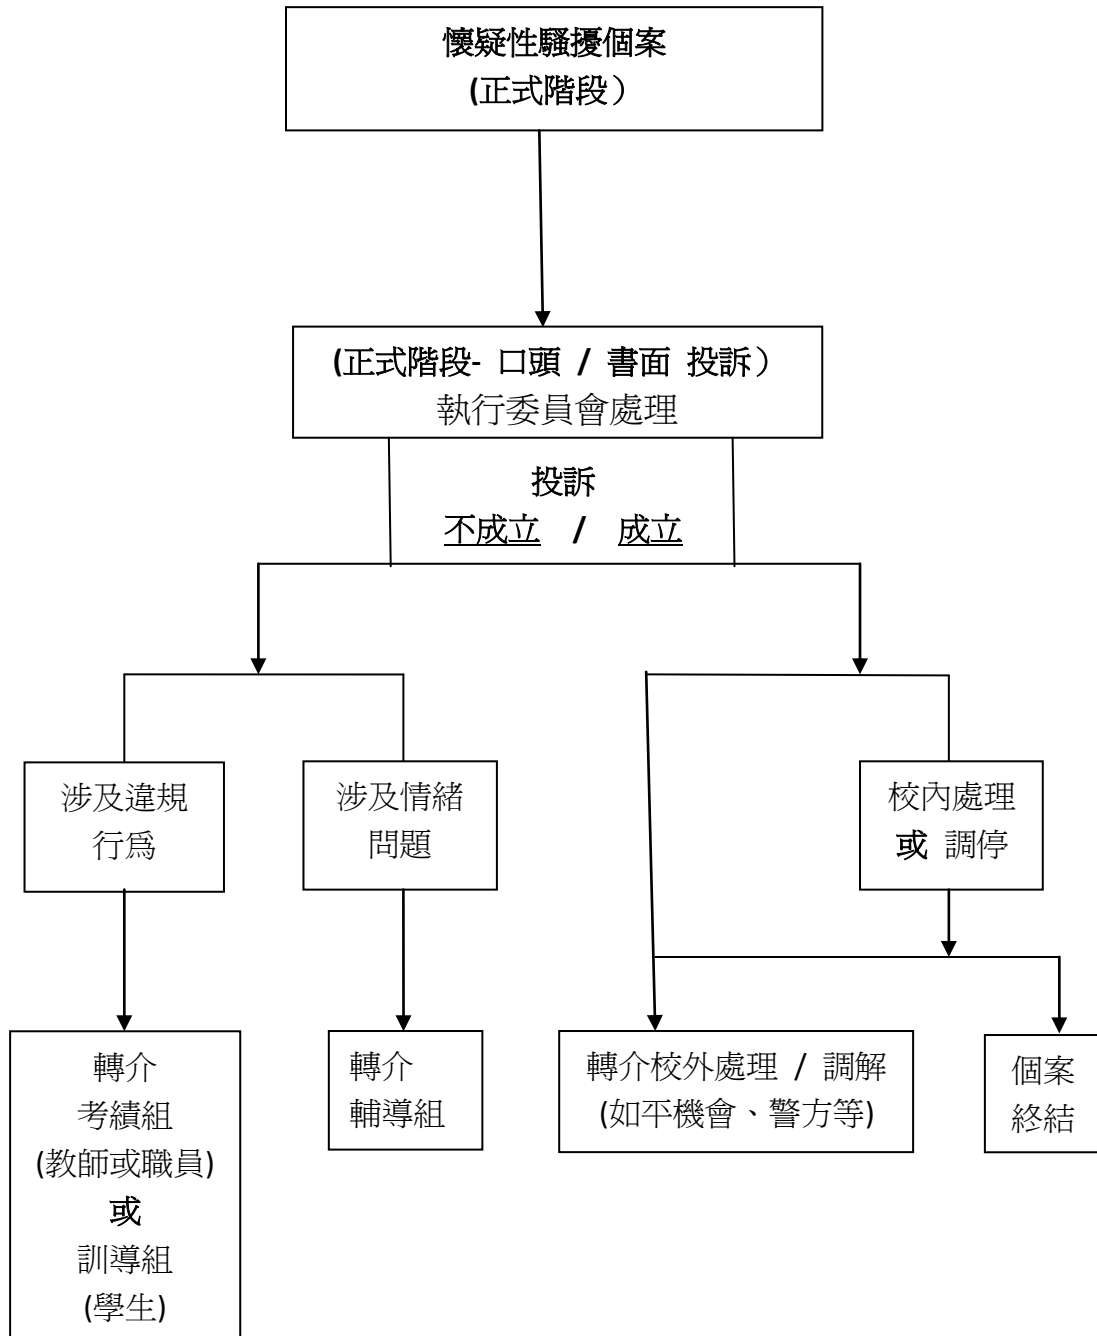 懷疑性騷擾個案
(正式階段）
(正式階段- 口頭 / 書面 投訴）
執行委員會處理
投訴
不成立 / 成立
涉及違規
行為
涉及情緒
問題
校內處理
或 調停
轉介
考績組
(教師或職員)
或
訓導組
(學生)
轉介
輔導組
轉介校外處理 / 調解
(如平機會、警方等)
個案
終結